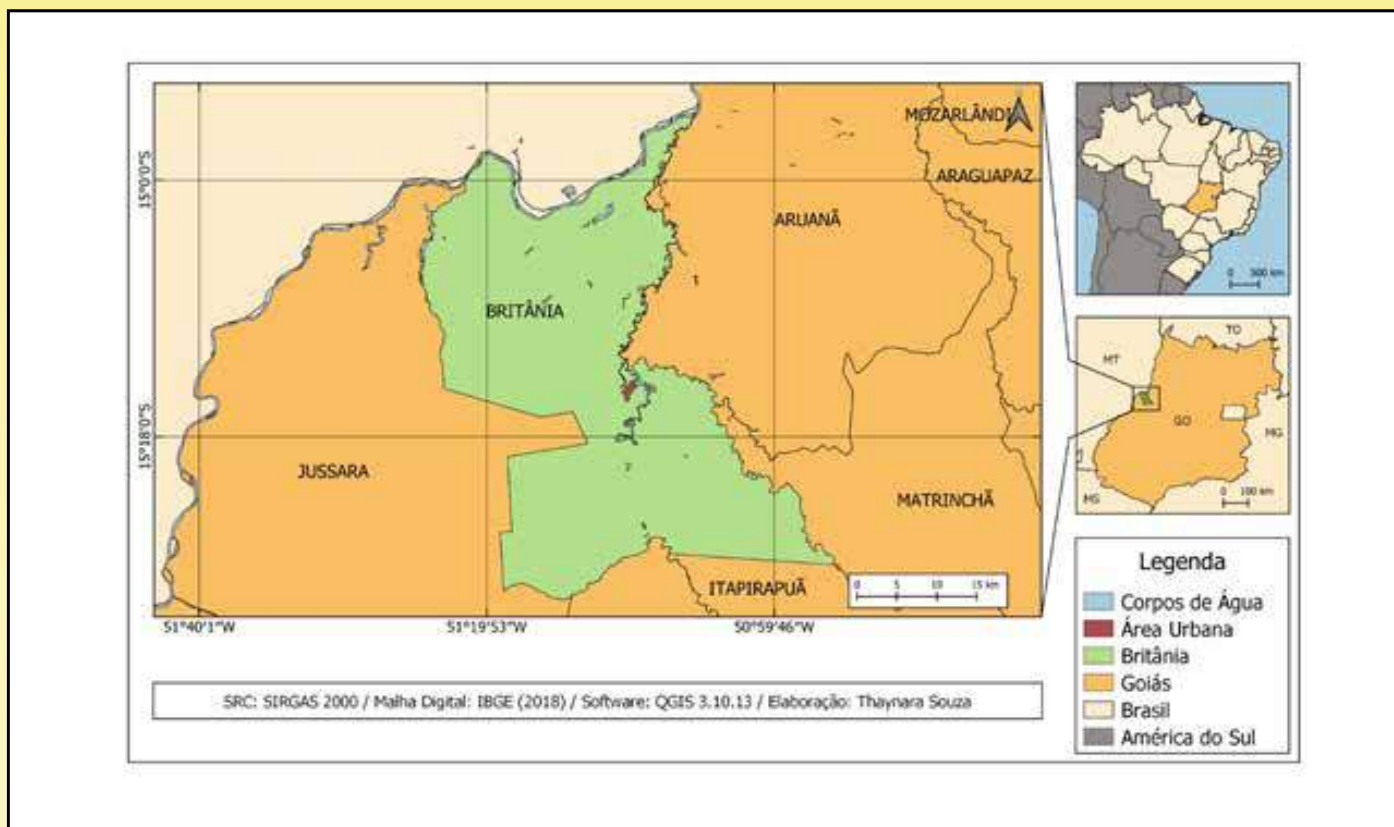 MOZARLÂNDI
ARAGUAPAZ
ARUANÃ
BRITÂNIA
JUSSARA
MATRINCHÃ
ITAPIRAPUÃ
15°0'0"S
15°18'0"S
0 5 10 15 km
51°40'1"W 51°19'53"W 50°59'46"W
0 500 km
TO
MT
GO
MG
MS
0 100 km
Legenda
Corpos de Água
Área Urbana
Britânia
Goiás
Brasil
América do Sul
SRC: SIRGAS 2000 / Malha Digital: IBGE (2018) / Software: QGIS 3.10.13 / Elaboração: Thaynara Souza